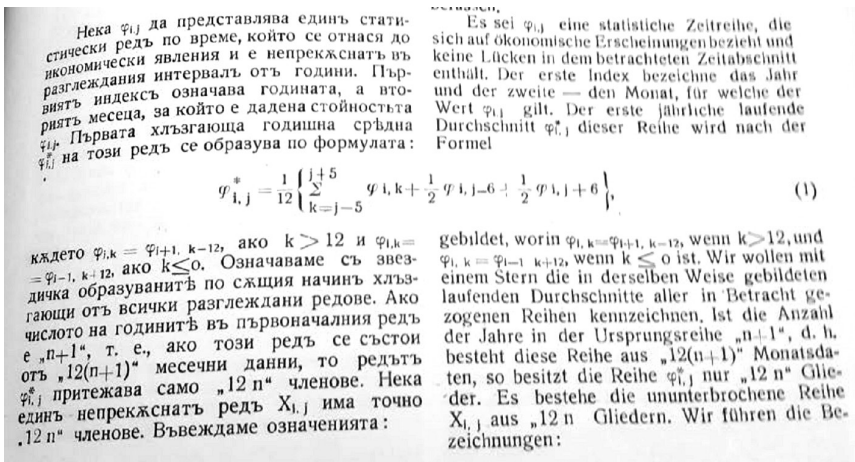 Нека φi,j да представлява единъ стати-
стически редъ по време, който се отнася до
икономически явления и е непрекѫснатъ въ
разглеждания интервалъ отъ години. Пър-
виятъ индексъ означава годината, а вто-
риятъ месеца, за който е дадена стойностьта
φi,j. Първата хлъзгающа годишна срѣдна
φ*i,j на този редъ се образува по формулата:
Es sei φi,j eine statistische Zeitreihe, die
sich auf ökonomische Erscheinungen bezieht und
keine Lücken in dem betrachteten Zeitabschnitt
enthält. Der erste Index bezeichne das Jahr
und der zweite — den Monat, für welche der
Wert φi,j gilt. Der erste jährliche laufende
Durchschnitt φ*i,j dieser Reihe wird nach der
Formel
φ*i,j = 1/12 { j+5 Σ k=j−5 φ i, k + 1/2 φ i, j−6 + 1/2 φ i, j+6 }, (1)
кѫдето φi,k = φi+1, k−12, ако k > 12 и φi,k=
=φi−1, k+12, ако k≤o. Означаваме съ звез-
дичка образуванитѣ по сѫщия начинъ хлъз-
гающи отъ всички разглеждани редове. Ако
числото на годинитѣ въ първоначалния редъ
е „n+1“, т. е., ако този редъ се състои
отъ „12(n+1)“ месечни данни, то редътъ
φ*i,j притежава само „12 n“ членове. Нека
единъ непрекѫснатъ редъ Xi,j има точно
„12 n“ членове. Въвеждаме означенията:
gebildet, worin φi, k=φi+1, k−12, wenn k>12, und
φi, k = φi−1 k+12, wenn k ≤ o ist. Wir wollen mit
einem Stern die in derselben Weise gebildeten
laufenden Durchschnitte aller in Betracht ge-
zogenen Reihen kennzeichnen. Ist die Anzahl
der Jahre in der Ursprungsreihe „n+1“, d. h.
besteht diese Reihe aus „12(n+1)“ Monatsda-
ten, so besitzt die Reihe φ*i,j nur „12 n“ Glie-
der. Es bestehe die ununterbrochene Reihe
Xi,j aus „12 n Gliedern. Wir führen die Be-
zeichnungen: